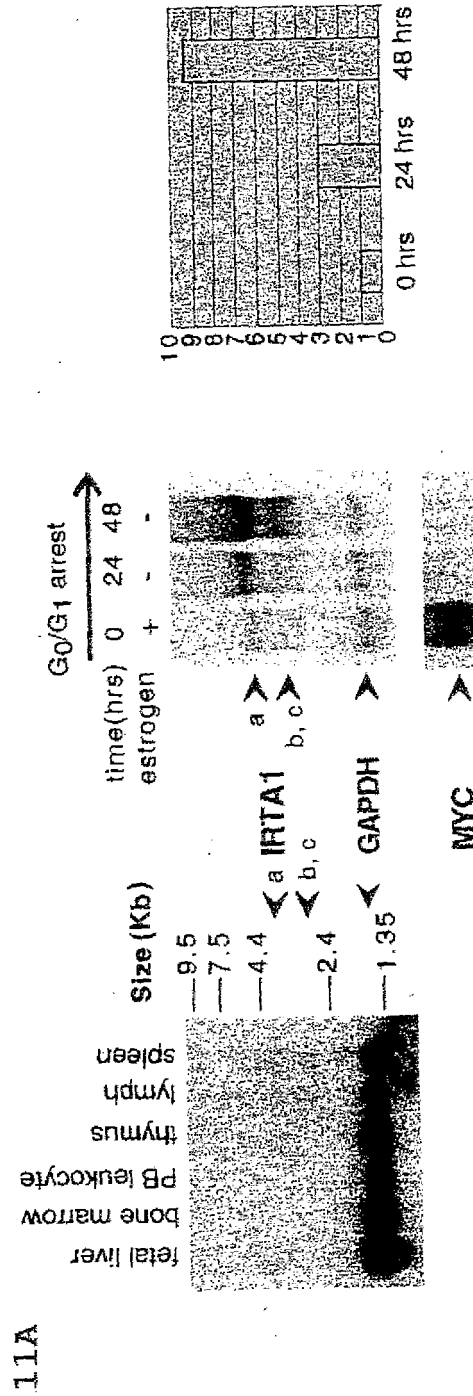 11A
fetal liver
bone marrow
PB leukocyte
thymus
lymph
spleen
Size (Kb)
9.5
7.5
4.4
2.4
1.35
a IRTA1 a
b, c b, c
GAPDH
MYC
G0/G1 arrest
time(hrs) 0 24 48
estrogen + - -
10
9
8
7
6
5
4
3
2
1
0
0 hrs 24 hrs 48 hrs